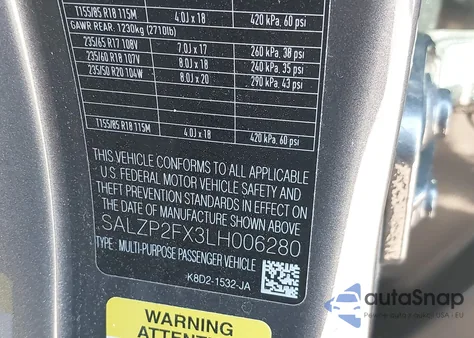 T155/85 R18 115M 4.0J x 18 420 kPa, 60 psi
GAWR REAR: 1230kg (2710lb)
235/65 R17 108V 7.0J x 17 260 kPa, 38 psi
235/60 R18 107V 8.0J x 18 240 kPa, 35 psi
235/50 R20 104W 8.0J x 20 290 kPa, 43 psi
T155/85 R18 115M 4.0J x 18 420 kPa, 60 psi
THIS VEHICLE CONFORMS TO ALL APPLICABLE
U.S. FEDERAL MOTOR VEHICLE SAFETY AND
THEFT PREVENTION STANDARDS IN EFFECT ON
THE DATE OF MANUFACTURE SHOWN ABOVE
SALZP2FX3LH006280
TYPE: MULTI-PURPOSE PASSENGER VEHICLE
K8D2-1532-JA
WARNING
ATTENT
autoSnap